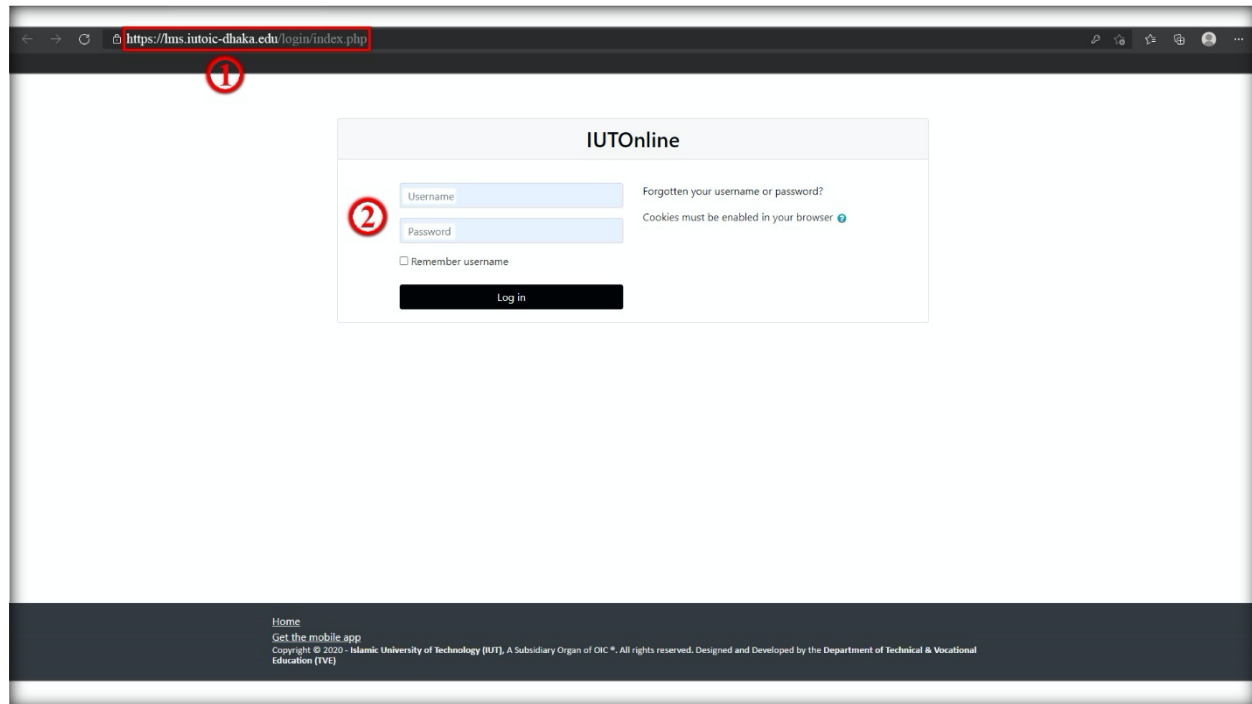 https://lms.iutoic-dhaka.edu/login/index.php
1
IUTOnline
Username
Forgotten your username or password?
2
Cookies must be enabled in your browser
Password
Remember username
Log in
Home
Get the mobile app
Copyright © 2020 - Islamic University of Technology (IUT), A Subsidiary Organ of OIC ®. All rights reserved. Designed and Developed by the Department of Technical & Vocational
Education (TVE)